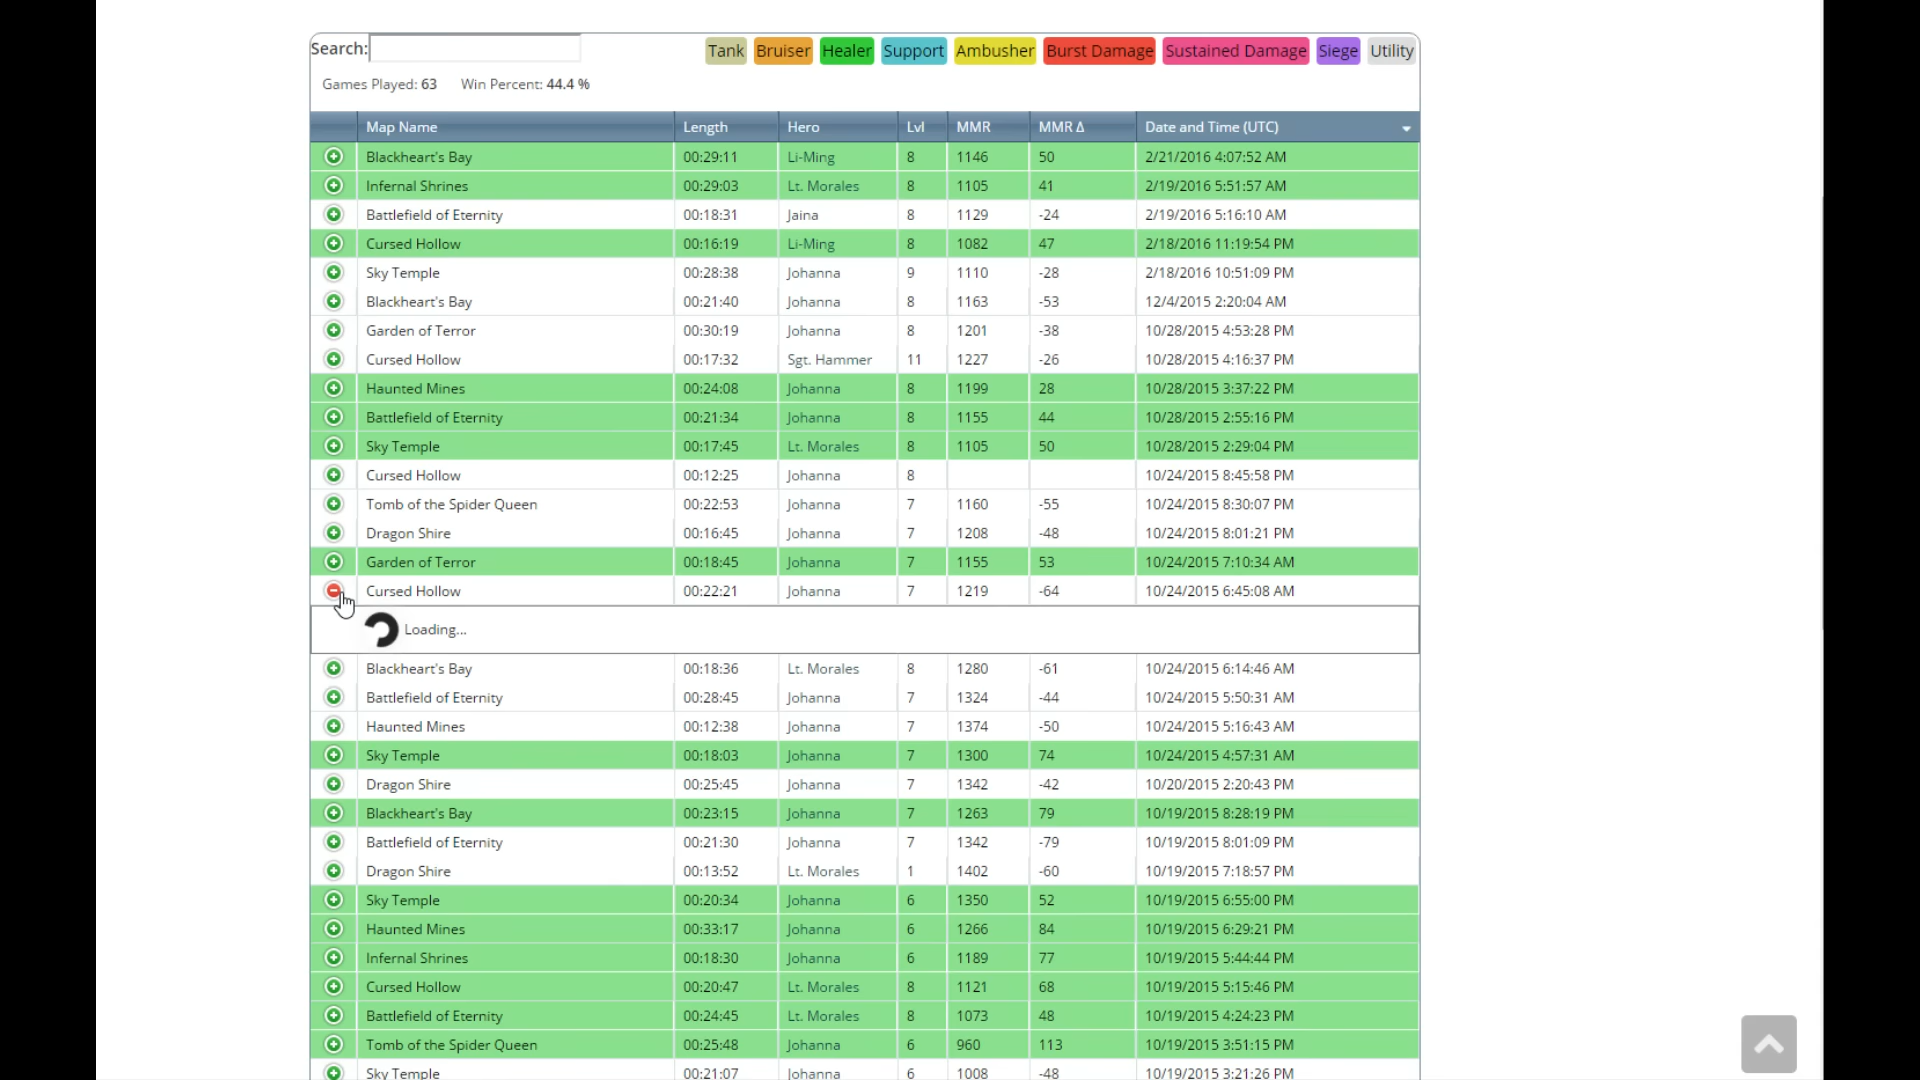 Search: Tank Bruiser Healer Support Ambusher Burst Damage Sustained Damage Siege Utility
Games Played: 63 Win Percent: 44.4 %
Map Name Length Hero Lvl MMR MMR Δ Date and Time (UTC)
Blackheart's Bay 00:29:11 Li-Ming 8 1146 50 2/21/2016 4:07:52 AM
Infernal Shrines 00:29:03 Lt. Morales 8 1105 41 2/19/2016 5:51:57 AM
Battlefield of Eternity 00:18:31 Jaina 8 1129 -24 2/19/2016 5:16:10 AM
Cursed Hollow 00:16:19 Li-Ming 8 1082 47 2/18/2016 11:19:54 PM
Sky Temple 00:28:38 Johanna 9 1110 -28 2/18/2016 10:51:09 PM
Blackheart's Bay 00:21:40 Johanna 8 1163 -53 12/4/2015 2:20:04 AM
Garden of Terror 00:30:19 Johanna 8 1201 -38 10/28/2015 4:53:28 PM
Cursed Hollow 00:17:32 Sgt. Hammer 11 1227 -26 10/28/2015 4:16:37 PM
Haunted Mines 00:24:08 Johanna 8 1199 28 10/28/2015 3:37:22 PM
Battlefield of Eternity 00:21:34 Johanna 8 1155 44 10/28/2015 2:55:16 PM
Sky Temple 00:17:45 Lt. Morales 8 1105 50 10/28/2015 2:29:04 PM
Cursed Hollow 00:12:25 Johanna 8 10/24/2015 8:45:58 PM
Tomb of the Spider Queen 00:22:53 Johanna 7 1160 -55 10/24/2015 8:30:07 PM
Dragon Shire 00:16:45 Johanna 7 1208 -48 10/24/2015 8:01:21 PM
Garden of Terror 00:18:45 Johanna 7 1155 53 10/24/2015 7:10:34 AM
Cursed Hollow 00:22:21 Johanna 7 1219 -64 10/24/2015 6:45:08 AM
Loading...
Blackheart's Bay 00:18:36 Lt. Morales 8 1280 -61 10/24/2015 6:14:46 AM
Battlefield of Eternity 00:28:45 Johanna 7 1324 -44 10/24/2015 5:50:31 AM
Haunted Mines 00:12:38 Johanna 7 1374 -50 10/24/2015 5:16:43 AM
Sky Temple 00:18:03 Johanna 7 1300 74 10/24/2015 4:57:31 AM
Dragon Shire 00:25:45 Johanna 7 1342 -42 10/20/2015 2:20:43 PM
Blackheart's Bay 00:23:15 Johanna 7 1263 79 10/19/2015 8:28:19 PM
Battlefield of Eternity 00:21:30 Johanna 7 1342 -79 10/19/2015 8:01:09 PM
Dragon Shire 00:13:52 Lt. Morales 1 1402 -60 10/19/2015 7:18:57 PM
Sky Temple 00:20:34 Johanna 6 1350 52 10/19/2015 6:55:00 PM
Haunted Mines 00:33:17 Johanna 6 1266 84 10/19/2015 6:29:21 PM
Infernal Shrines 00:18:30 Johanna 6 1189 77 10/19/2015 5:44:44 PM
Cursed Hollow 00:20:47 Lt. Morales 8 1121 68 10/19/2015 5:15:46 PM
Battlefield of Eternity 00:24:45 Lt. Morales 8 1073 48 10/19/2015 4:24:23 PM
Tomb of the Spider Queen 00:25:48 Johanna 6 960 113 10/19/2015 3:51:15 PM
Sky Temple 00:21:07 Johanna 6 1008 -48 10/19/2015 3:21:26 PM